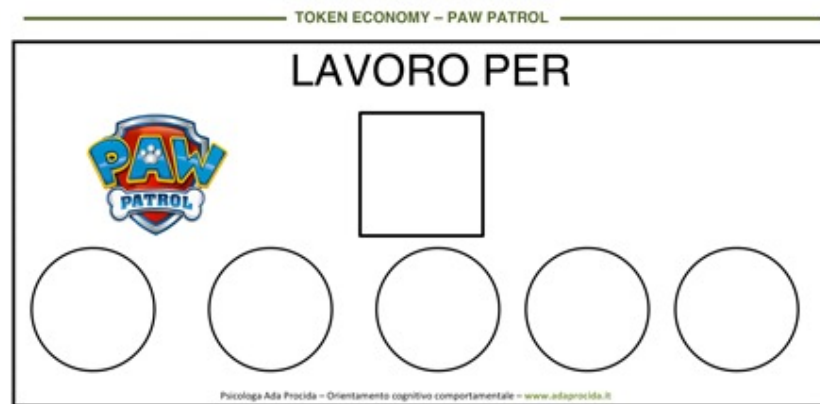 TOKEN ECONOMY – PAW PATROL
LAVORO PER
PAW
PATROL
Psicologa Ada Procida – Orientamento cognitivo comportamentale – www.adaprocida.it